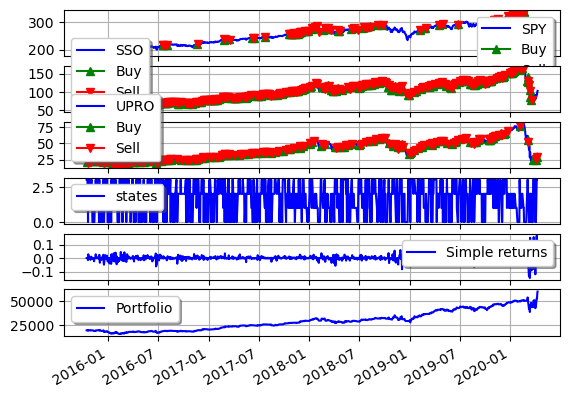 300
200
SPY
Buy
SSO
Buy
Sell
150
100
50
UPRO
Buy
Sell
75
50
25
states
2.5
0.0
Simple returns
0.1
0.0
−0.1
Portfolio
50000
25000
2016-01
2016-07
2017-01
2017-07
2018-01
2018-07
2019-01
2019-07
2020-01